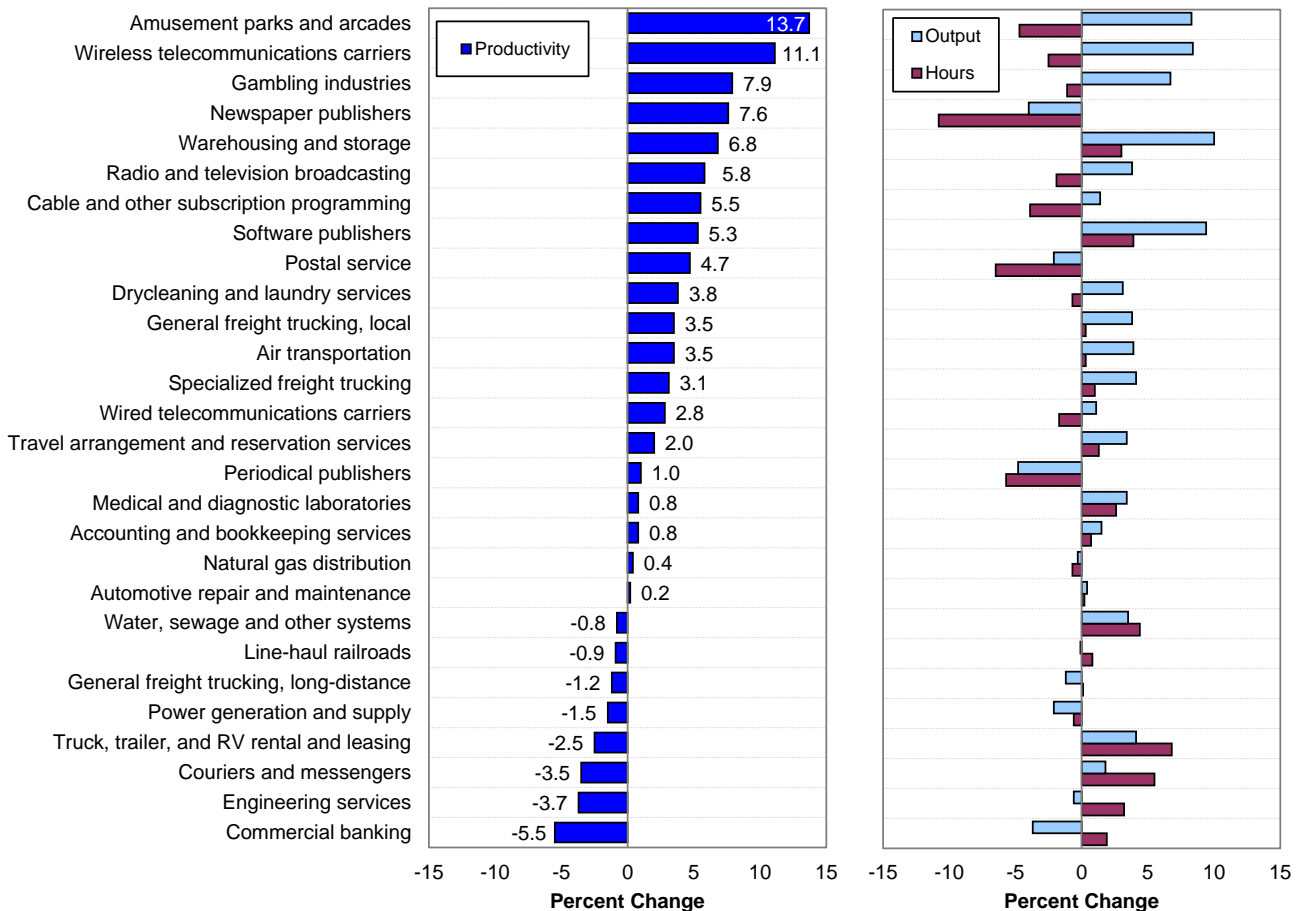 Amusement parks and arcades 13.7
Wireless telecommunications carriers 11.1
Gambling industries 7.9
Newspaper publishers 7.6
Warehousing and storage 6.8
Radio and television broadcasting 5.8
Cable and other subscription programming 5.5
Software publishers 5.3
Postal service 4.7
Drycleaning and laundry services 3.8
General freight trucking, local 3.5
Air transportation 3.5
Specialized freight trucking 3.1
Wired telecommunications carriers 2.8
Travel arrangement and reservation services 2.0
Periodical publishers 1.0
Medical and diagnostic laboratories 0.8
Accounting and bookkeeping services 0.8
Natural gas distribution 0.4
Automotive repair and maintenance 0.2
Water, sewage and other systems -0.8
Line-haul railroads -0.9
General freight trucking, long-distance -1.2
Power generation and supply -1.5
Truck, trailer, and RV rental and leasing -2.5
Couriers and messengers -3.5
Engineering services -3.7
Commercial banking -5.5
Productivity
-15 -10 -5 0 5 10 15
Percent Change
Output
Hours
-15 -10 -5 0 5 10 15
Percent Change